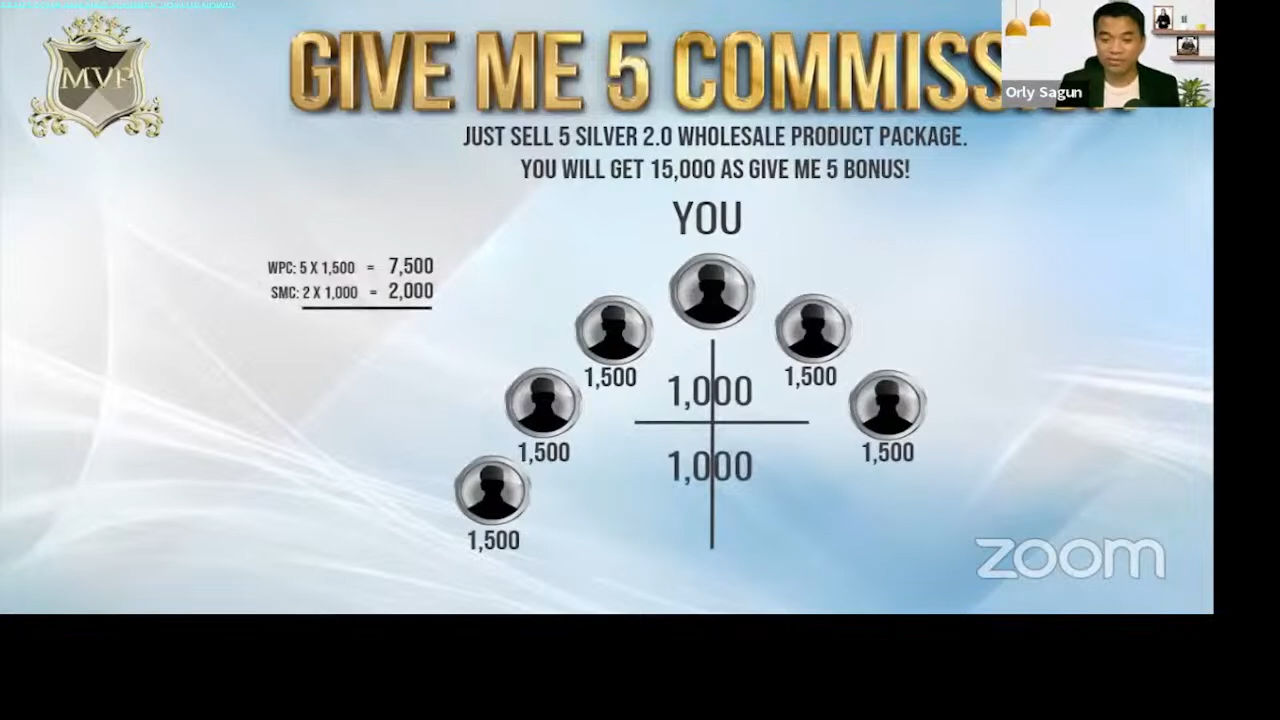 MVP
GIVE ME 5 COMMISS
Orly Sagun
JUST SELL 5 SILVER 2.0 WHOLESALE PRODUCT PACKAGE.
YOU WILL GET 15,000 AS GIVE ME 5 BONUS!
YOU
WPC: 5 X 1,500 = 7,500
SMC: 2 X 1,000 = 2,000
1,500
1,000
1,500
1,500
1,000
1,500
1,500
zoom